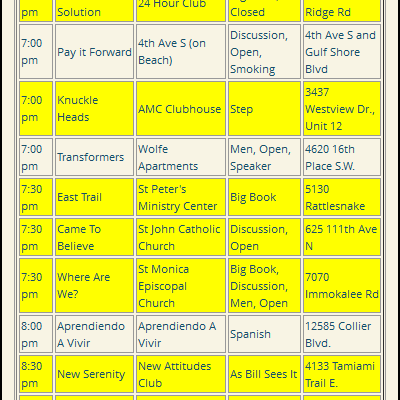 pm Solution 24 Hour Club Closed Ridge Rd
7:00 pm Pay it Forward 4th Ave S (on Beach) Discussion, Open, Smoking 4th Ave S and Gulf Shore Blvd
7:00 pm Knuckle Heads AMC Clubhouse Step 3437 Westview Dr., Unit 12
7:00 pm Transformers Wolfe Apartments Men, Open, Speaker 4620 16th Place S.W.
7:30 pm East Trail St Peter's Ministry Center Big Book 5130 Rattlesnake
7:30 pm Came To Believe St John Catholic Church Discussion, Open 625 111th Ave N
7:30 pm Where Are We? St Monica Episcopal Church Big Book, Discussion, Men, Open 7070 Immokalee Rd
8:00 pm Aprendiendo A Vivir Aprendiendo A Vivir Spanish 12585 Collier Blvd.
8:30 pm New Serenity New Attitudes Club As Bill Sees It 4133 Tamiami Trail E.